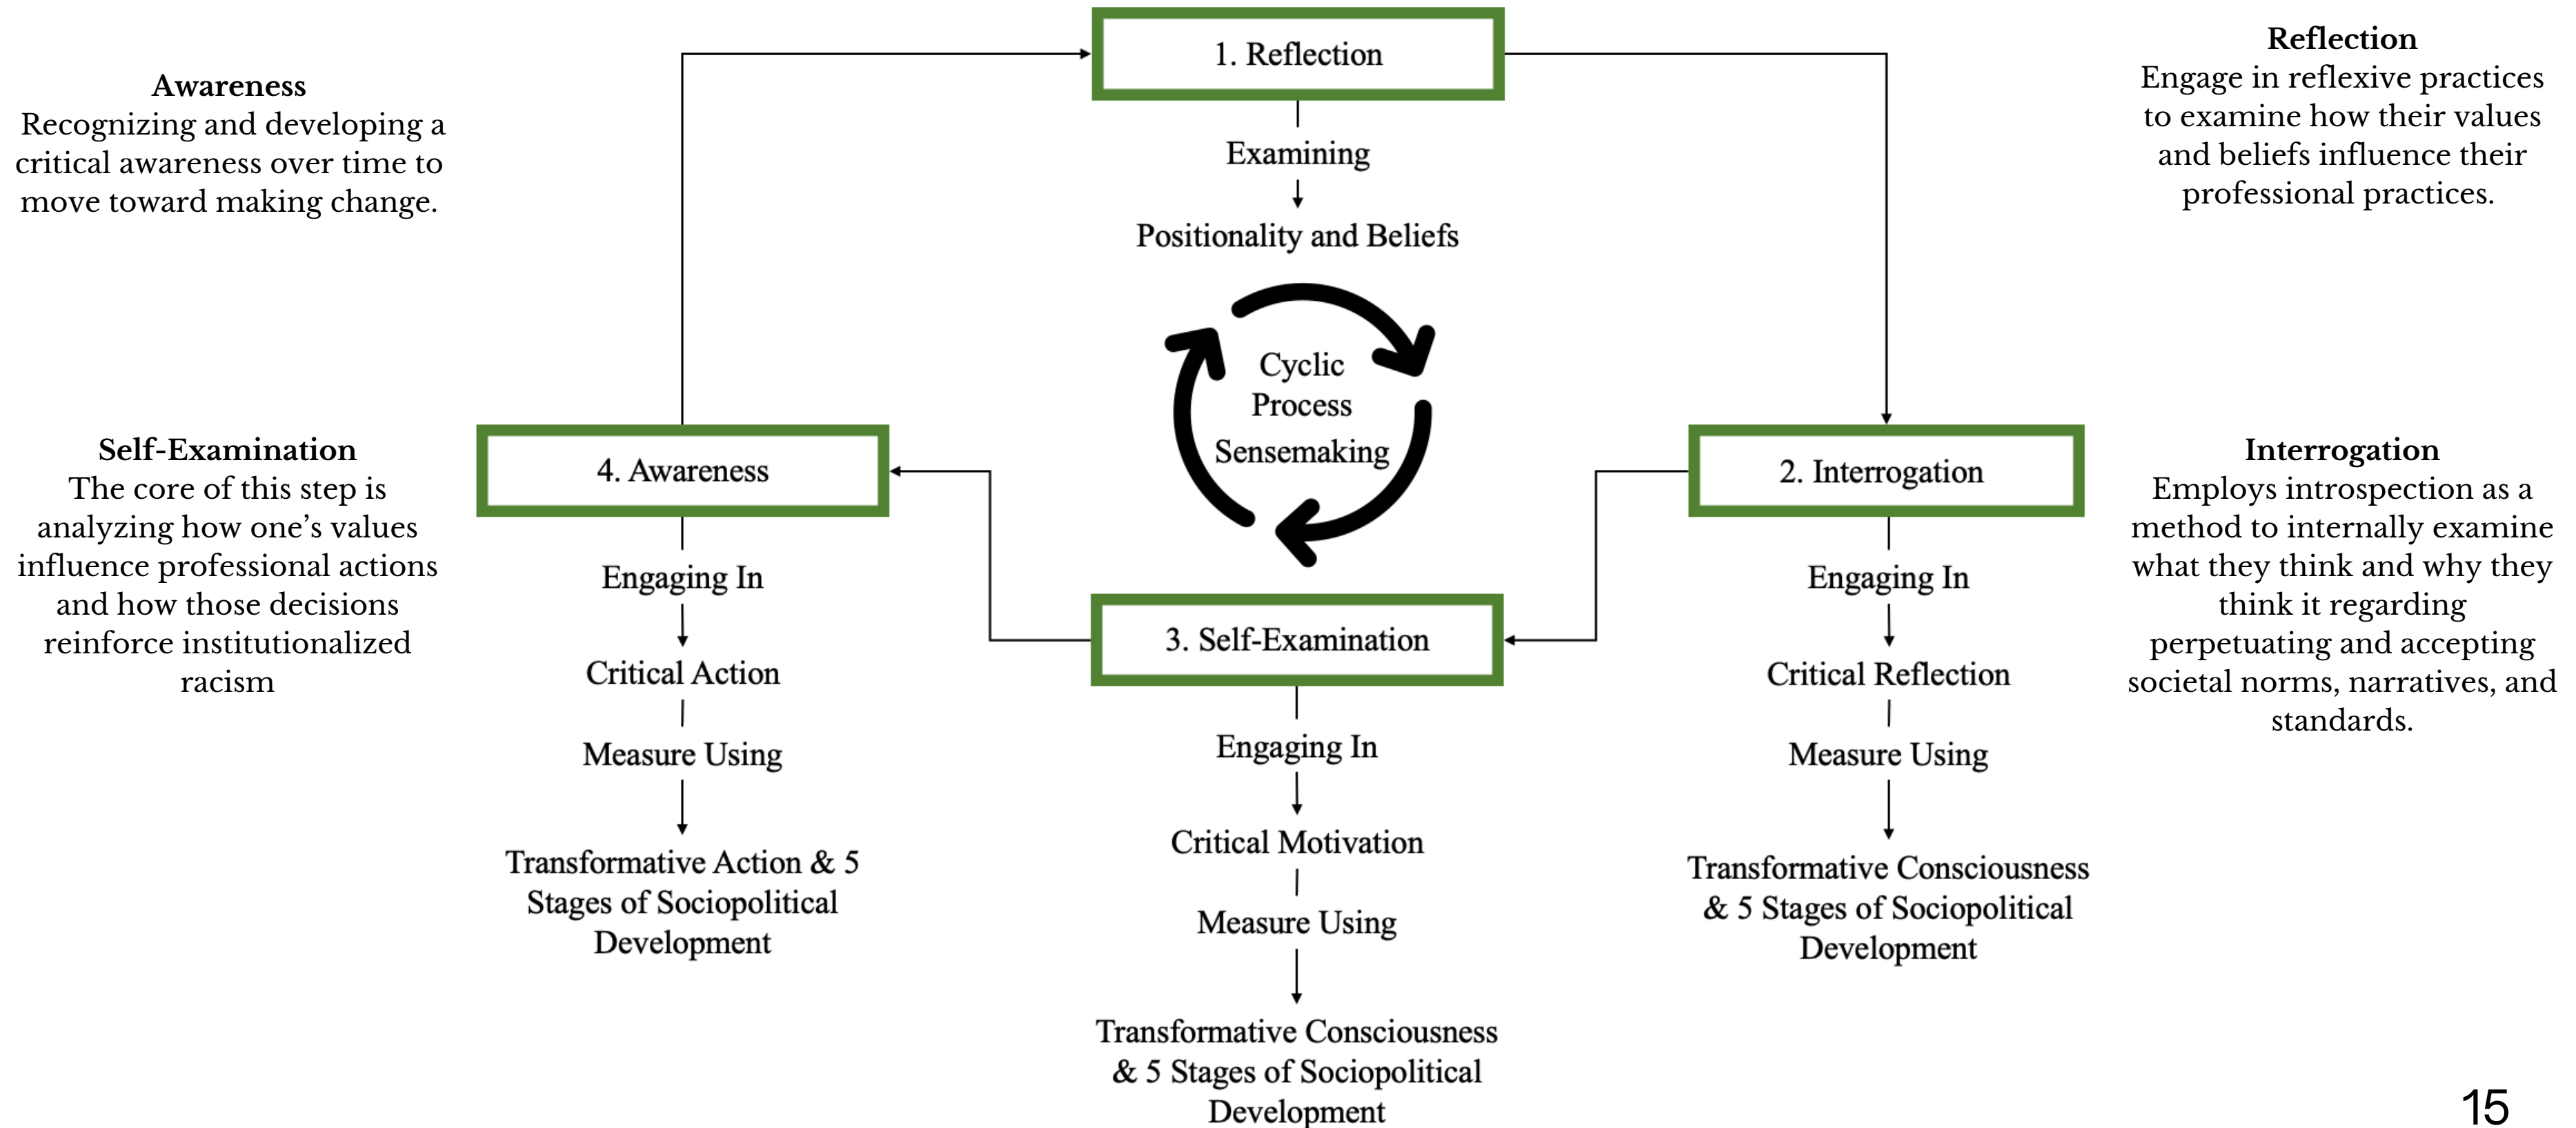 Awareness
Recognizing and developing a
critical awareness over time to
move toward making change.
Self-Examination
The core of this step is
analyzing how one’s values
influence professional actions
and how those decisions
reinforce institutionalized
racism
1. Reflection
Examining
Positionality and Beliefs
Cyclic
Process
Sensemaking
4. Awareness
Engaging In
Critical Action
Measure Using
Transformative Action & 5
Stages of Sociopolitical
Development
3. Self-Examination
Engaging In
Critical Motivation
Measure Using
Transformative Consciousness
& 5 Stages of Sociopolitical
Development
2. Interrogation
Engaging In
Critical Reflection
Measure Using
Transformative Consciousness
& 5 Stages of Sociopolitical
Development
Reflection
Engage in reflexive practices
to examine how their values
and beliefs influence their
professional practices.
Interrogation
Employs introspection as a
method to internally examine
what they think and why they
think it regarding
perpetuating and accepting
societal norms, narratives, and
standards.
15